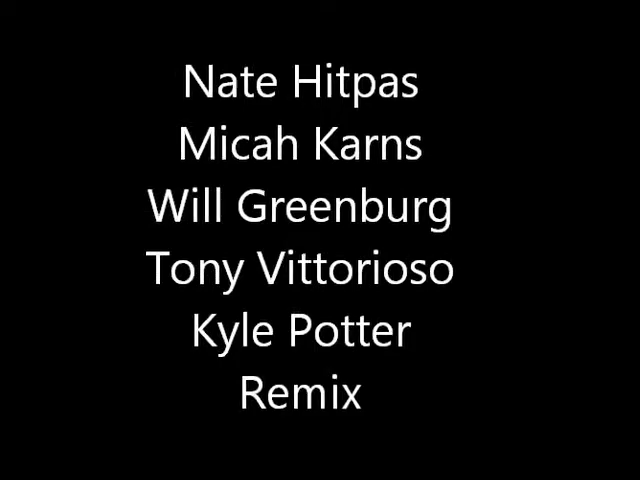 Nate Hitpas
Micah Karns
Will Greenburg
Tony Vittorioso
Kyle Potter
Remix